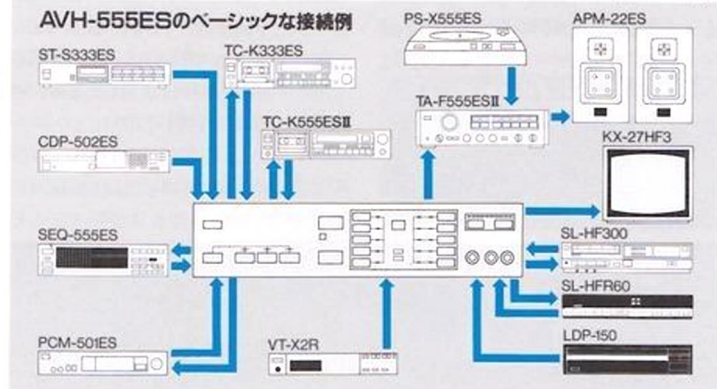 AVH-555ESのベーシックな接続例
PS-X555ES
APM-22ES
ST-S333ES
TC-K333ES
TA-F555ESⅡ
TC-K555ESⅡ
CDP-502ES
KX-27HF3
SEQ-555ES
SL-HF300
SL-HFR60
PCM-501ES
VT-X2R
LDP-150